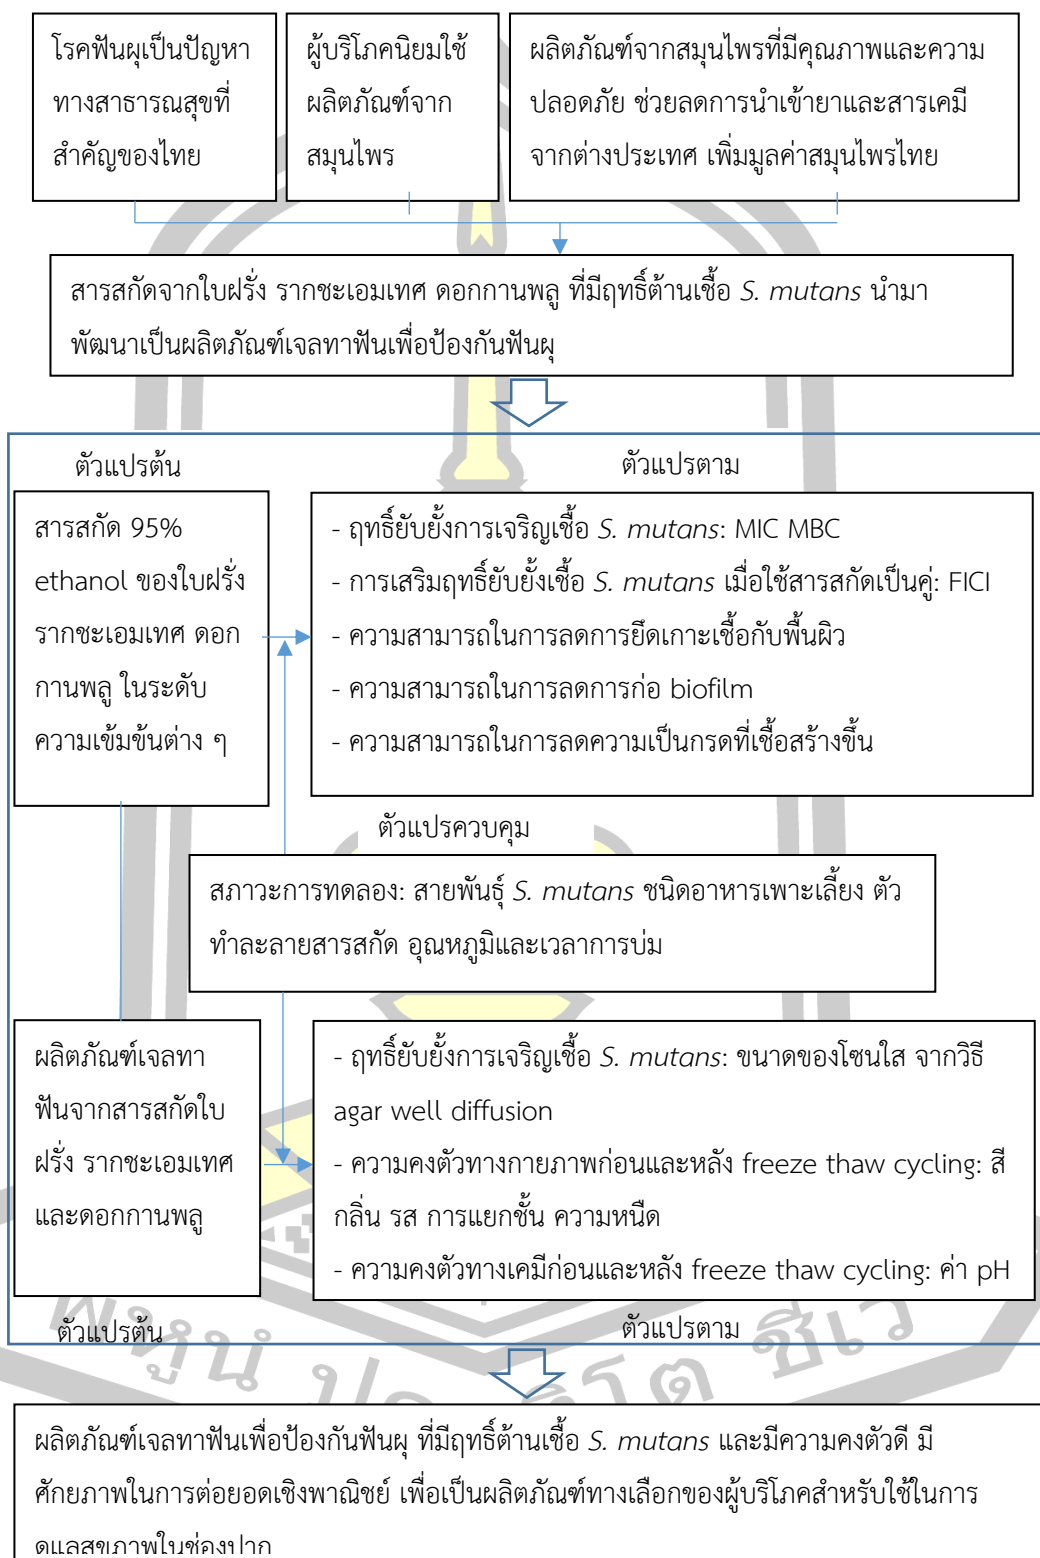 โรคฟันผุเป็นปัญหา
ทางสาธารณสุขที่
สำคัญของไทย
ผู้บริโภคนิยมใช้
ผลิตภัณฑ์จาก
สมุนไพร
ผลิตภัณฑ์จากสมุนไพรที่มีคุณภาพและความ
ปลอดภัย ช่วยลดการนำเข้ายาและสารเคมี
จากต่างประเทศ เพิ่มมูลค่าสมุนไพรไทย
สารสกัดจากใบฝรั่ง รากชะเอมเทศ ดอกกานพลู ที่มีฤทธิ์ต้านเชื้อ S. mutans นำมา
พัฒนาเป็นผลิตภัณฑ์เจลทาฟันเพื่อป้องกันฟันผุ
ตัวแปรต้น
ตัวแปรตาม
สารสกัด 95%
ethanol ของใบฝรั่ง
รากชะเอมเทศ ดอก
กานพลู ในระดับ
ความเข้มข้นต่าง ๆ
- ฤทธิ์ยับยั้งการเจริญเชื้อ S. mutans: MIC MBC
- การเสริมฤทธิ์ยับยั้งเชื้อ S. mutans เมื่อใช้สารสกัดเป็นคู่: FICI
- ความสามารถในการลดการยึดเกาะเชื้อกับพื้นผิว
- ความสามารถในการลดการก่อ biofilm
- ความสามารถในการลดความเป็นกรดที่เชื้อสร้างขึ้น
ตัวแปรควบคุม
สภาวะการทดลอง: สายพันธุ์ S. mutans ชนิดอาหารเพาะเลี้ยง ตัว
ทำละลายสารสกัด อุณหภูมิและเวลาการบ่ม
ผลิตภัณฑ์เจลทา
ฟันจากสารสกัดใบ
ฝรั่ง รากชะเอมเทศ
และดอกกานพลู
- ฤทธิ์ยับยั้งการเจริญเชื้อ S. mutans: ขนาดของโซนใส จากวิธี
agar well diffusion
- ความคงตัวทางกายภาพก่อนและหลัง freeze thaw cycling: สี
กลิ่น รส การแยกชั้น ความหนืด
- ความคงตัวทางเคมีก่อนและหลัง freeze thaw cycling: ค่า pH
ตัวแปรต้น
ตัวแปรตาม
พหูนํ
ชีเว
ผลิตภัณฑ์เจลทาฟันเพื่อป้องกันฟันผุ ที่มีฤทธิ์ต้านเชื้อ S. mutans และมีความคงตัวดี มี
ศักยภาพในการต่อยอดเชิงพาณิชย์ เพื่อเป็นผลิตภัณฑ์ทางเลือกของผู้บริโภคสำหรับใช้ในการ
ดูแลสุขภาพในช่องปาก